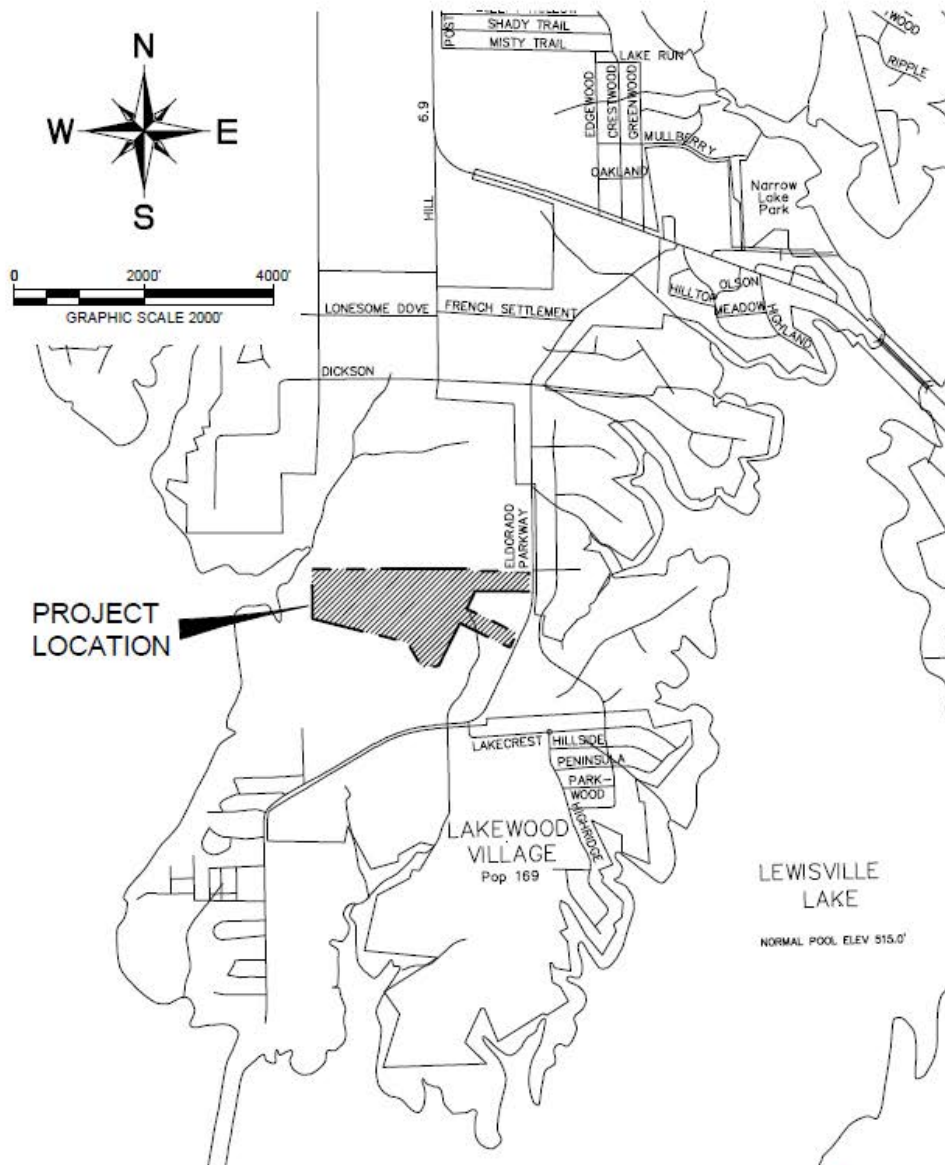 SHADY TRAIL
POST
MISTY TRAIL
LAKE RUN
WOOD
RIPPLE
N
W E
S
6.9
HILL
EDGEWOOD
CRESTWOOD
GREENWOOD
MULLBERRY
OAKLAND
Narrow
Lake
Park
0 2000' 4000'
GRAPHIC SCALE 2000'
LONESOME DOVE
FRENCH SETTLEMENT
HILLTOP
OLSON
MEADOW
HIGHLAND
DICKSON
ELDORADO
PARKWAY
PROJECT
LOCATION
LAKECREST
HILLSIDE
PENINSULA
PARK-
WOOD
HIGHRIDGE
LAKEWOOD
VILLAGE
Pop 169
LEWISVILLE
LAKE
NORMAL POOL ELEV 515.0'